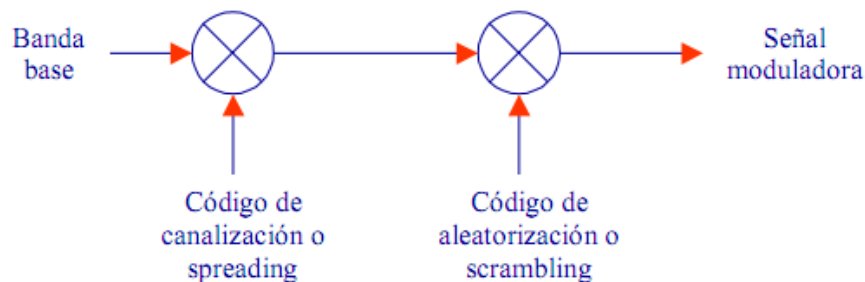 Banda
base
Señal
moduladora
Código de
canalización o
spreading
Código de
aleatorización o
scrambling